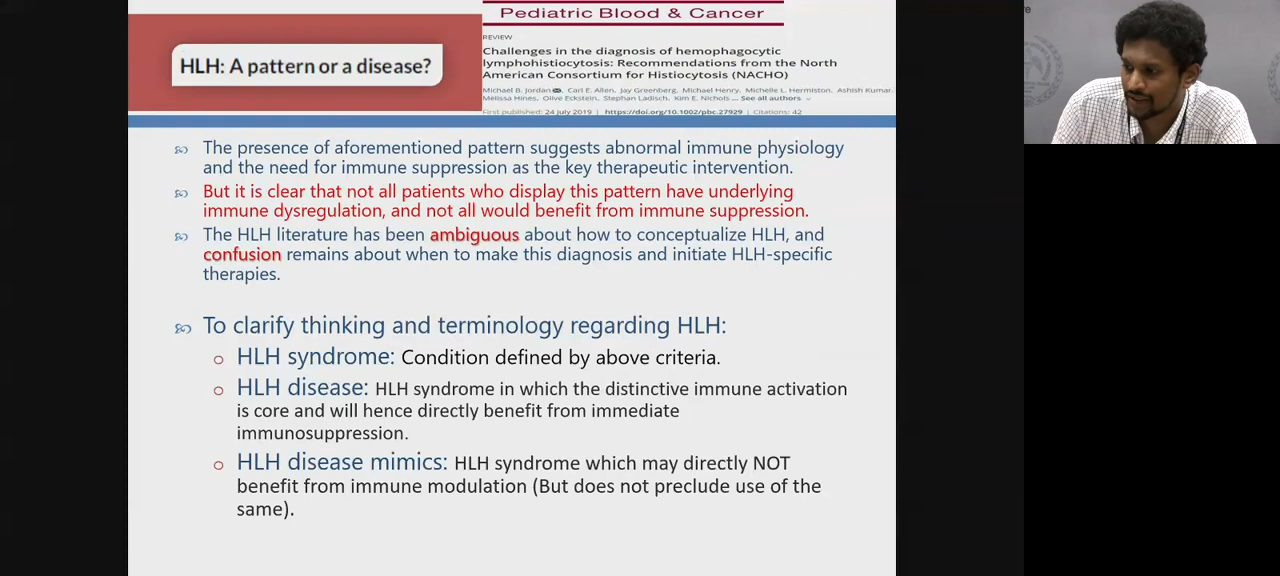 Pediatric Blood & Cancer
re
REVIEW
HLH: A pattern or a disease?
Challenges in the diagnosis of hemophagocytic
lymphohistiocytosis: Recommendations from the North
American Consortium for Histiocytosis (NACHO)
Michael B. Jordan, Carl E. Allen, Jay Greenberg, Michael Henry, Michelle L. Hermiston, Ashish Kumar,
Melissa Hines, Olive Eckstein, Stephan Ladisch, Kim E. Nichols ... See all authors
First published: 24 July 2019 | https://doi.org/10.1002/pbc.27929 | Citations: 42
The presence of aforementioned pattern suggests abnormal immune physiology
and the need for immune suppression as the key therapeutic intervention.
But it is clear that not all patients who display this pattern have underlying
immune dysregulation, and not all would benefit from immune suppression.
The HLH literature has been ambiguous about how to conceptualize HLH, and
confusion remains about when to make this diagnosis and initiate HLH-specific
therapies.
To clarify thinking and terminology regarding HLH:
HLH syndrome: Condition defined by above criteria.
HLH disease: HLH syndrome in which the distinctive immune activation
is core and will hence directly benefit from immediate
immunosuppression.
HLH disease mimics: HLH syndrome which may directly NOT
benefit from immune modulation (But does not preclude use of the
same).